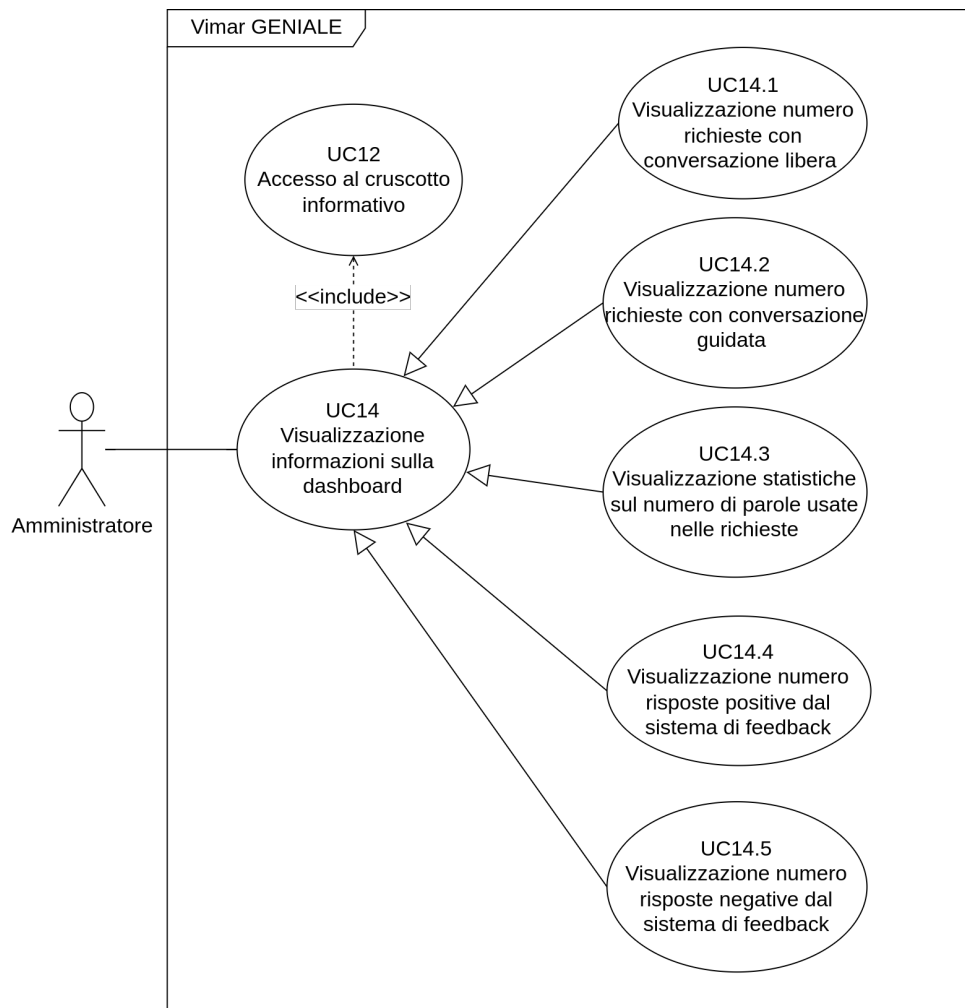 Vimar GENIALE
UC14.1
Visualizzazione numero
richieste con
conversazione libera
UC12
Accesso al cruscotto
informativo
UC14.2
Visualizzazione numero
richieste con conversazione
guidata
<<include>>
UC14
Visualizzazione
informazioni sulla
dashboard
Amministratore
UC14.3
Visualizzazione statistiche
sul numero di parole usate
nelle richieste
UC14.4
Visualizzazione numero
risposte positive dal
sistema di feedback
UC14.5
Visualizzazione numero
risposte negative dal
sistema di feedback